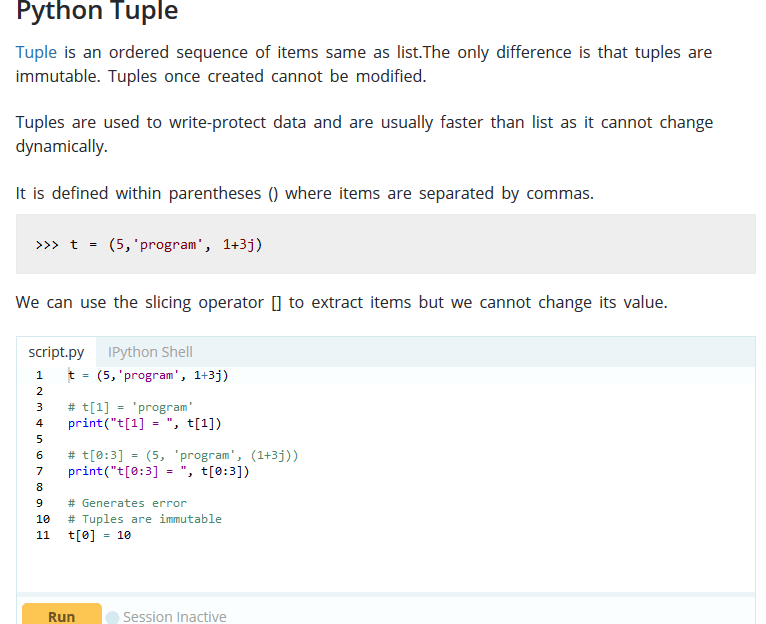 Python Tuple
Tuple is an ordered sequence of items same as list.The only difference is that tuples are
immutable. Tuples once created cannot be modified.
Tuples are used to write-protect data and are usually faster than list as it cannot change
dynamically.
It is defined within parentheses () where items are separated by commas.
>>> t = (5,'program', 1+3j)
We can use the slicing operator [] to extract items but we cannot change its value.
script.py IPython Shell
1 t = (5,'program', 1+3j)
2
3 # t[1] = 'program'
4 print("t[1] = ", t[1])
5
6 # t[0:3] = (5, 'program', (1+3j))
7 print("t[0:3] = ", t[0:3])
8
9 # Generates error
10 # Tuples are immutable
11 t[0] = 10
Run Session Inactive